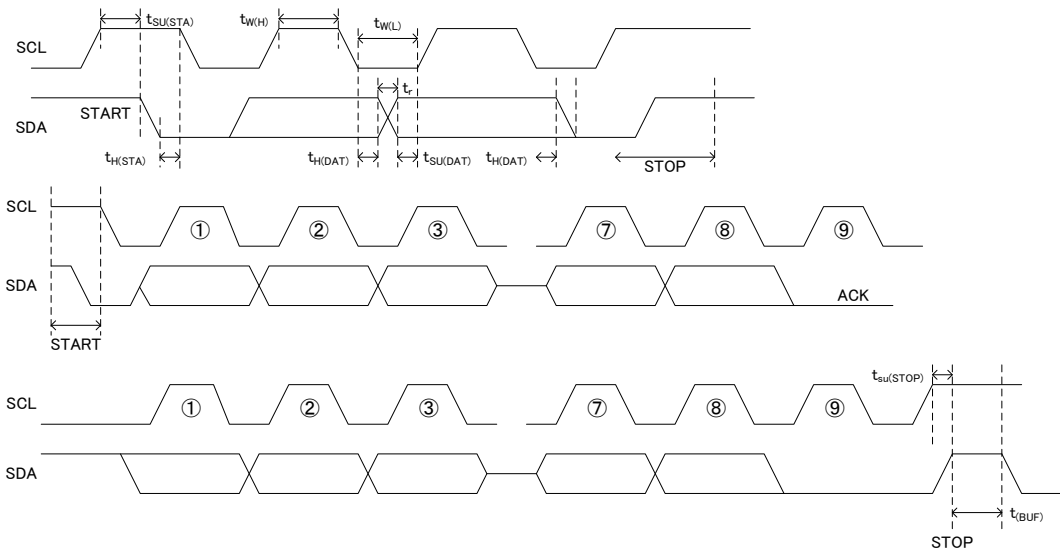 tSU(STA) tW(H) tW(L)
SCL
tr
START
SDA
tH(STA) tH(DAT) tSU(DAT) tH(DAT) STOP
SCL ① ② ③ ⑦ ⑧ ⑨
SDA
ACK
START
tsu(STOP)
SCL ① ② ③ ⑦ ⑧ ⑨
SDA
t(BUF)
STOP